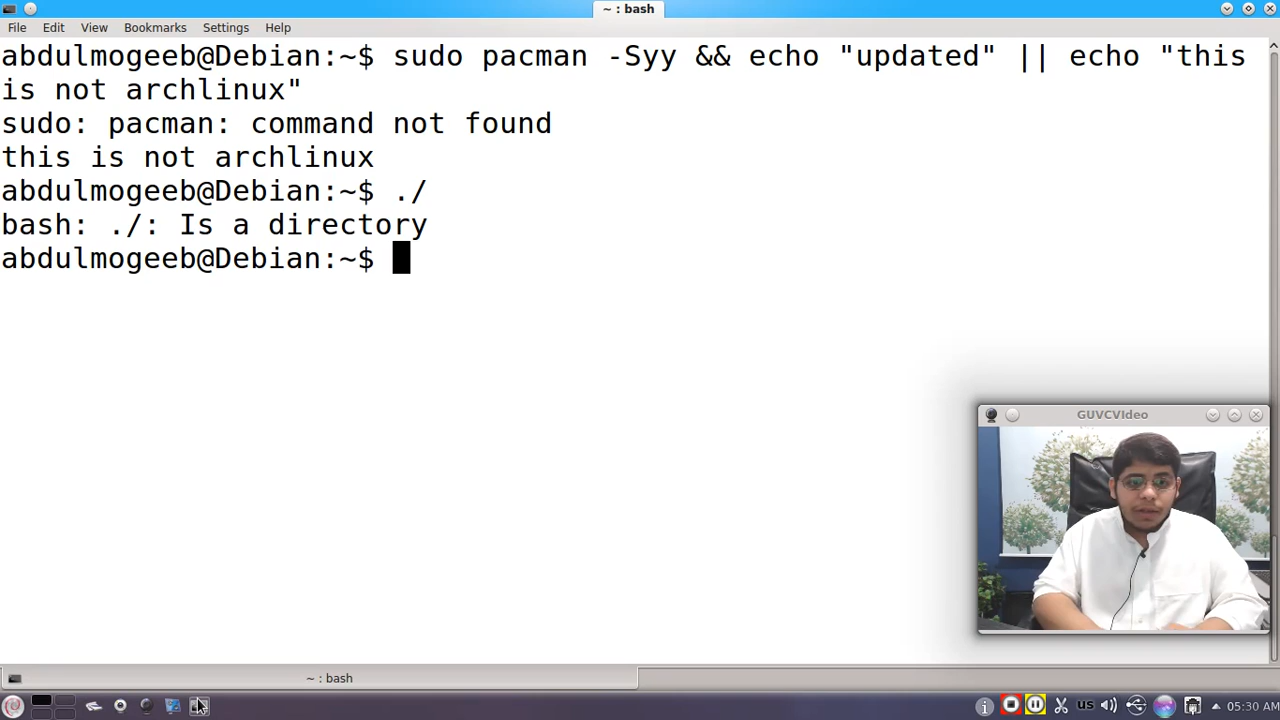 ~ : bash
File Edit View Bookmarks Settings Help
abdulmogeeb@Debian:~$ sudo pacman -Syy && echo "updated" || echo "this
is not archlinux"
sudo: pacman: command not found
this is not archlinux
abdulmogeeb@Debian:~$ ./
bash: ./: Is a directory
abdulmogeeb@Debian:~$
GUVCVIdeo
~ : bash
us 05:30 AM